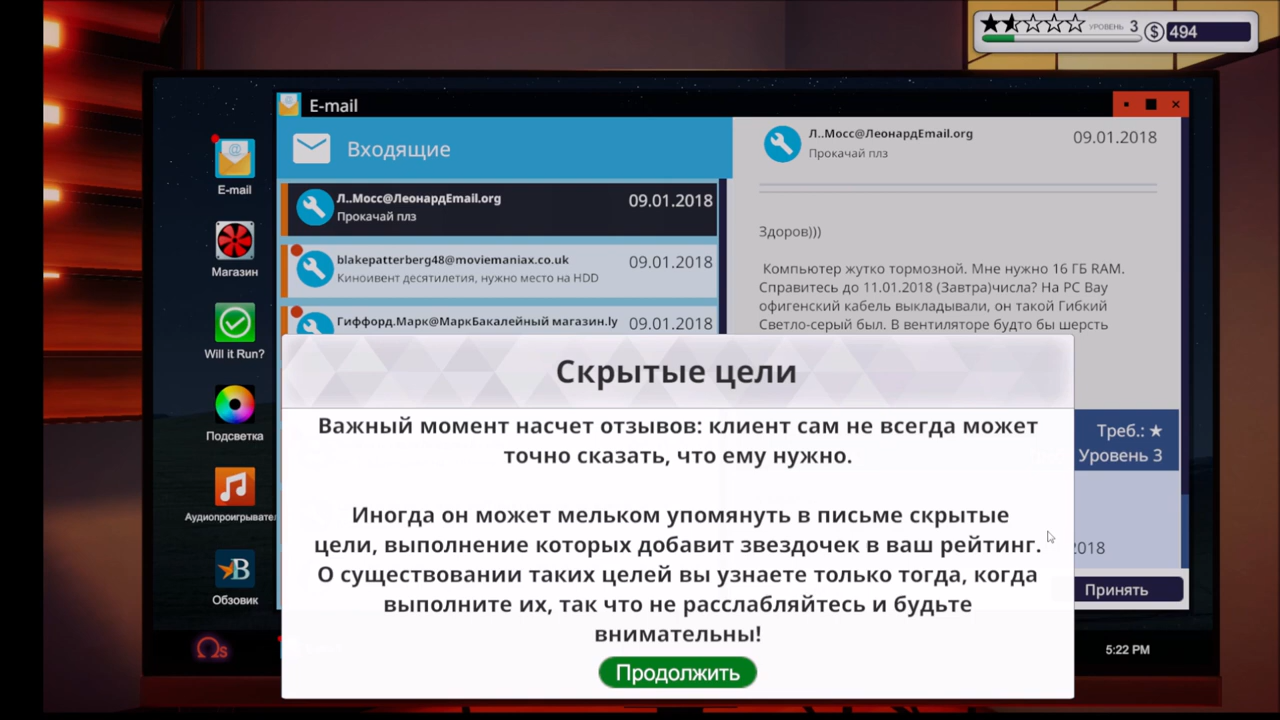 УРОВЕНЬ 3
$ 494
E-mail
Входящие
Л..Мосс@ЛеонардEmail.org
09.01.2018
Прокачай плз
Л..Мосс@ЛеонардEmail.org
09.01.2018
Прокачай плз
blakepatterberg48@moviemaniax.co.uk
09.01.2018
Киноивент десятилетия, нужно место на HDD
Гиффорд.Марк@МаркБакалейный магазин.ly
09.01.2018
Здоров)))
Компьютер жутко тормозной. Мне нужно 16 ГБ RAM.
Справитесь до 11.01.2018 (Завтра)числа? На PC Bay
офигенский кабель выкладывали, он такой Гибкий
Светло-серый был. В вентиляторе будто бы шерсть
E-mail
Магазин
Will it Run?
Подсветка
Аудиопроигрывател
Обзовик
Скрытые цели
Важный момент насчет отзывов: клиент сам не всегда может
точно сказать, что ему нужно.
Иногда он может мельком упомянуть в письме скрытые
цели, выполнение которых добавит звездочек в ваш рейтинг.
О существовании таких целей вы узнаете только тогда, когда
выполните их, так что не расслабляйтесь и будьте
внимательны!
Продолжить
Треб.: ★
Уровень 3
2018
Принять
Ωs
5:22 PM